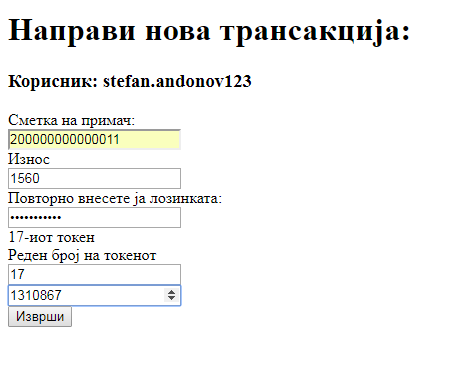 Направи нова трансакција:
Корисник: stefan.andonov123
Сметка на примач:
200000000000011
Износ
1560
Повторно внесете ја лозинката:
•••••••••••
17-иот токен
Реден број на токенот
17
1310867
Изврши